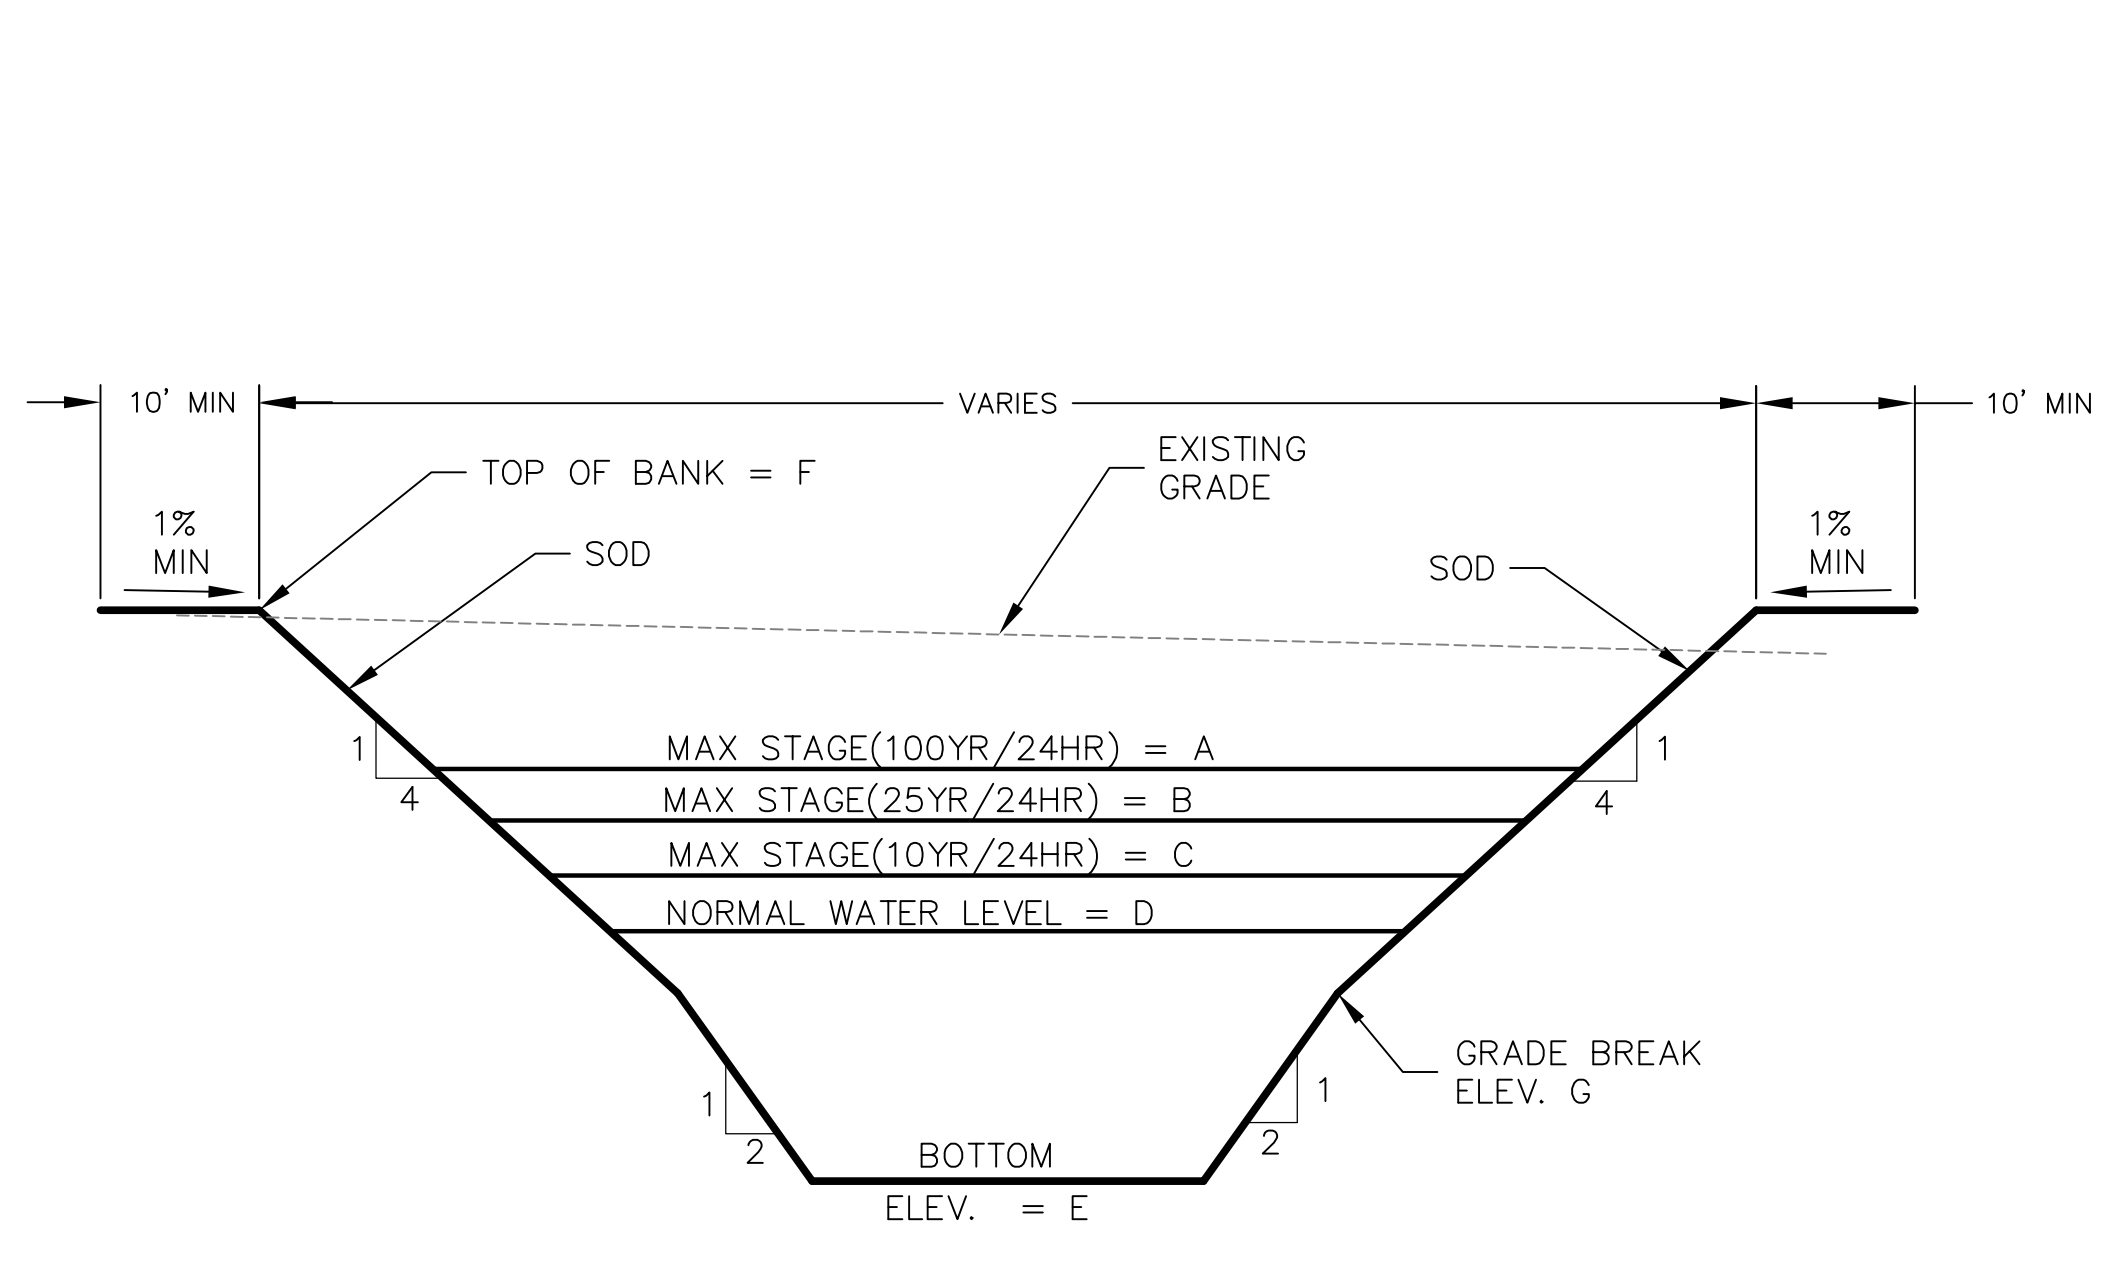 10' MIN
VARIES
10' MIN
EXISTING
GRADE
TOP OF BANK = F
1%
MIN
SOD
SOD
1%
MIN
MAX STAGE(100YR/24HR) = A
1
4
1
4
MAX STAGE(25YR/24HR) = B
MAX STAGE(10YR/24HR) = C
NORMAL WATER LEVEL = D
GRADE BREAK
ELEV. G
1
2
1
2
BOTTOM
ELEV. = E